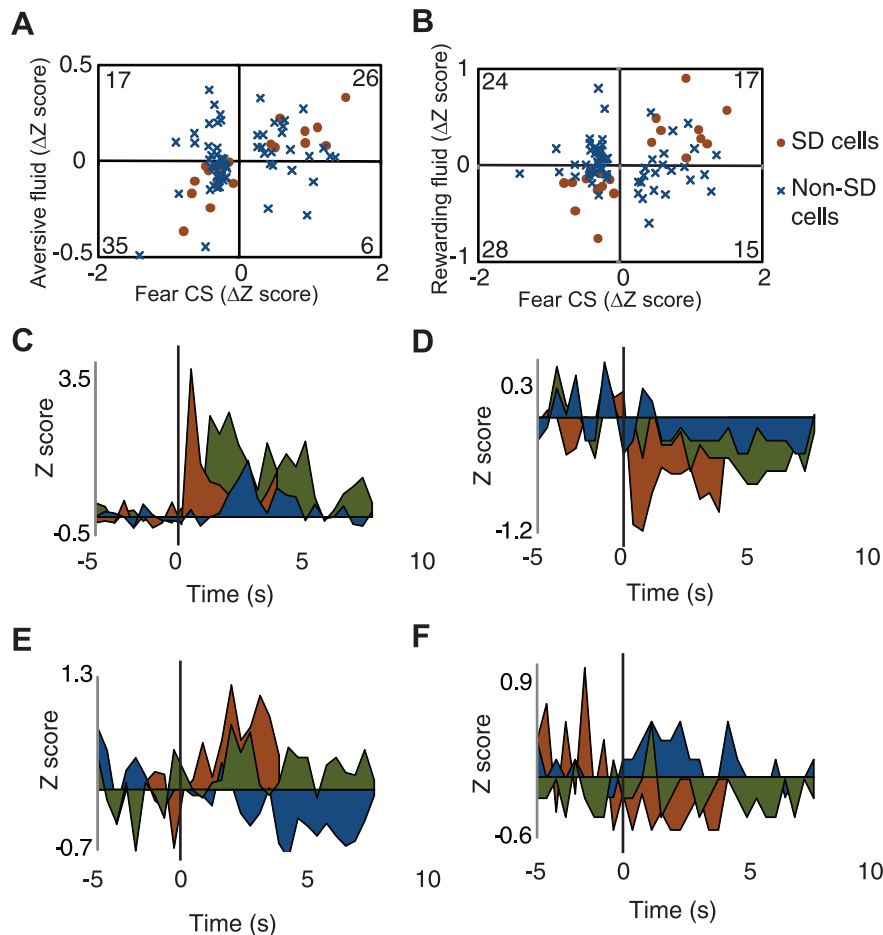 A
Aversive fluid (ΔZ score)
0.5
0
-0.5
17
26
35
6
-2
0
2
Fear CS (ΔZ score)
B
Rewarding fluid (ΔZ score)
1
0
-1
24
17
28
15
-2
0
2
Fear CS (ΔZ score)
SD cells
Non-SD
cells
C
Z score
3.5
-0.5
-5
0
5
10
Time (s)
D
Z score
0.3
-1.2
-5
0
5
10
Time (s)
E
Z score
1.3
-0.7
-5
0
5
10
Time (s)
F
Z score
0.9
-0.6
-5
0
5
10
Time (s)